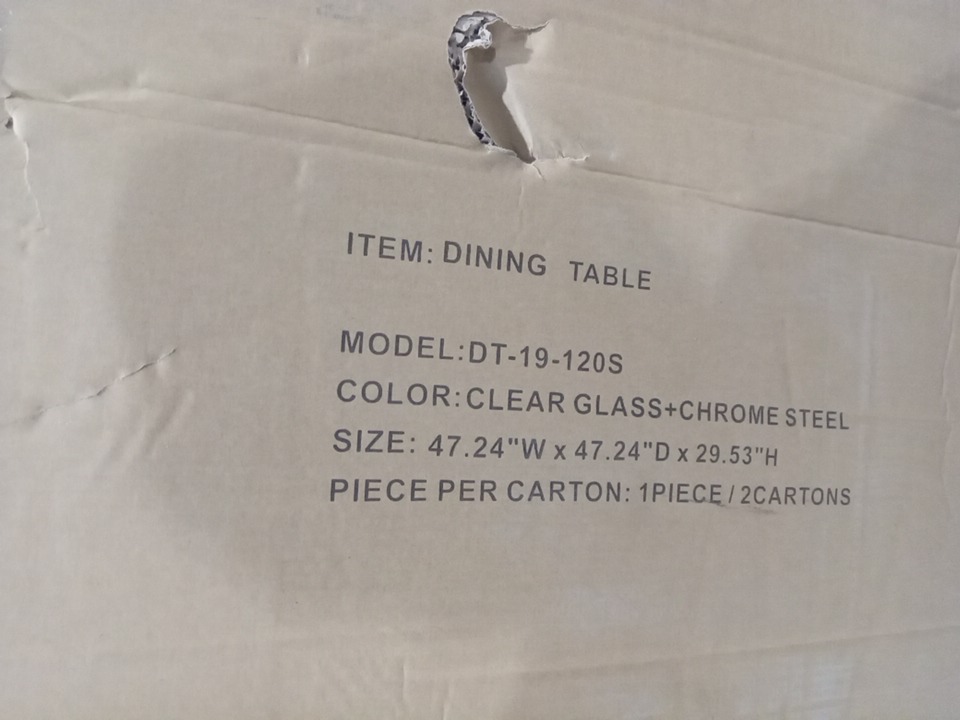 ITEM: DINING TABLE
MODEL:DT-19-120S
COLOR:CLEAR GLASS+CHROME STEEL
SIZE: 47.24"W x 47.24"D x 29.53"H
PIECE PER CARTON: 1PIECE / 2CARTONS